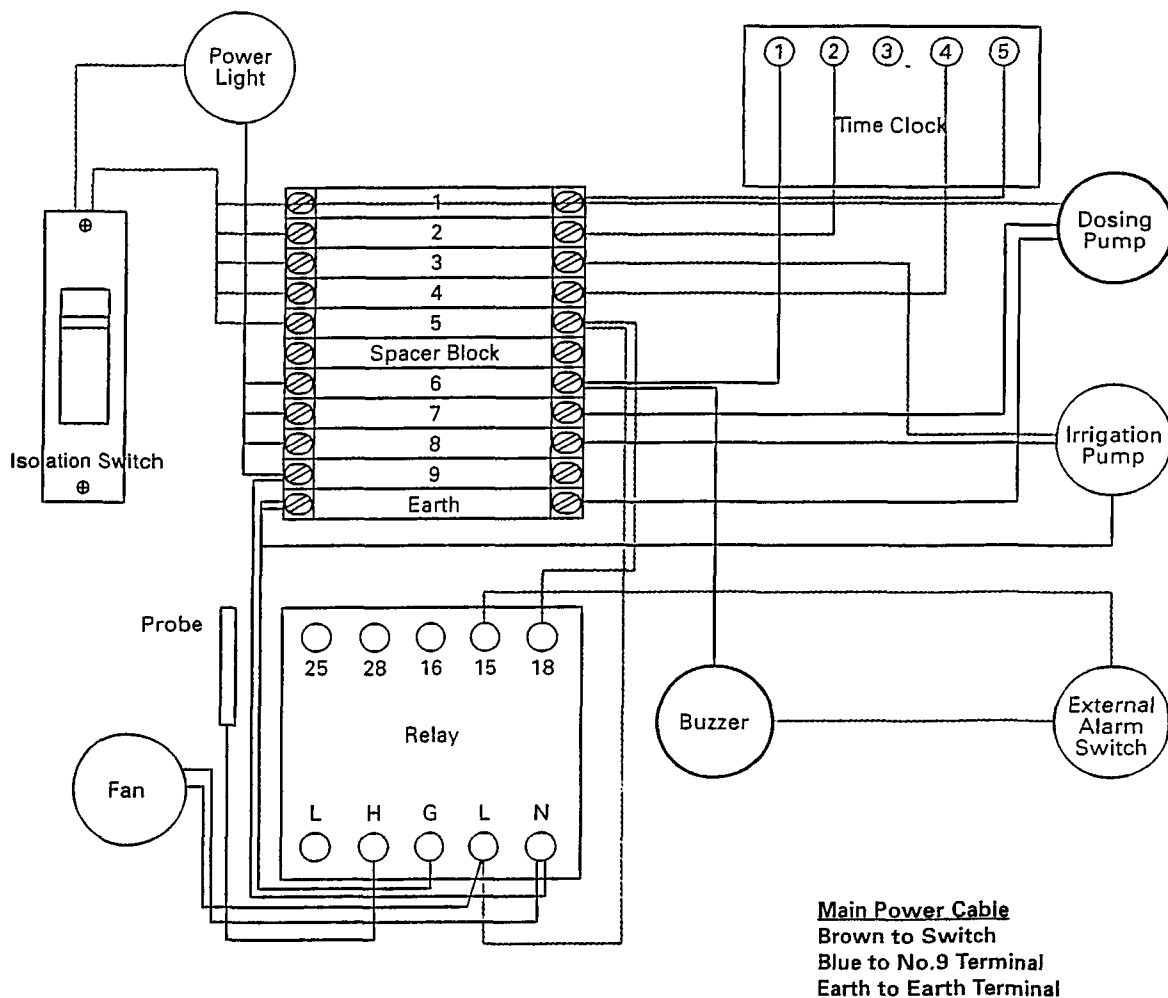 Power
Light
1
2
3
4
5
Time Clock
1
2
3
4
5
Spacer Block
6
7
8
9
Earth
Dosing
Pump
Isolation Switch
Irrigation
Pump
Probe
25 28 16 15 18
Relay
L H G L N
Fan
Buzzer
External
Alarm
Switch
Main Power Cable
Brown to Switch
Blue to No.9 Terminal
Earth to Earth Terminal